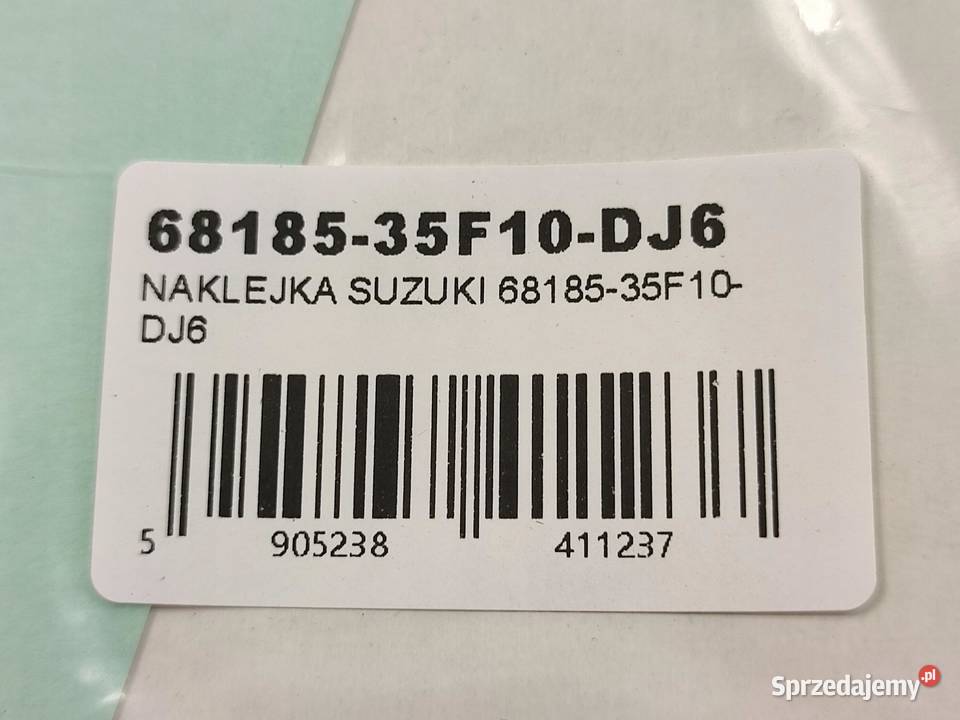 68185-35F10-DJ6
NAKLEJKA SUZUKI 68185-35F10-
DJ6
5 905238 411237
Sprzedajemy.pl